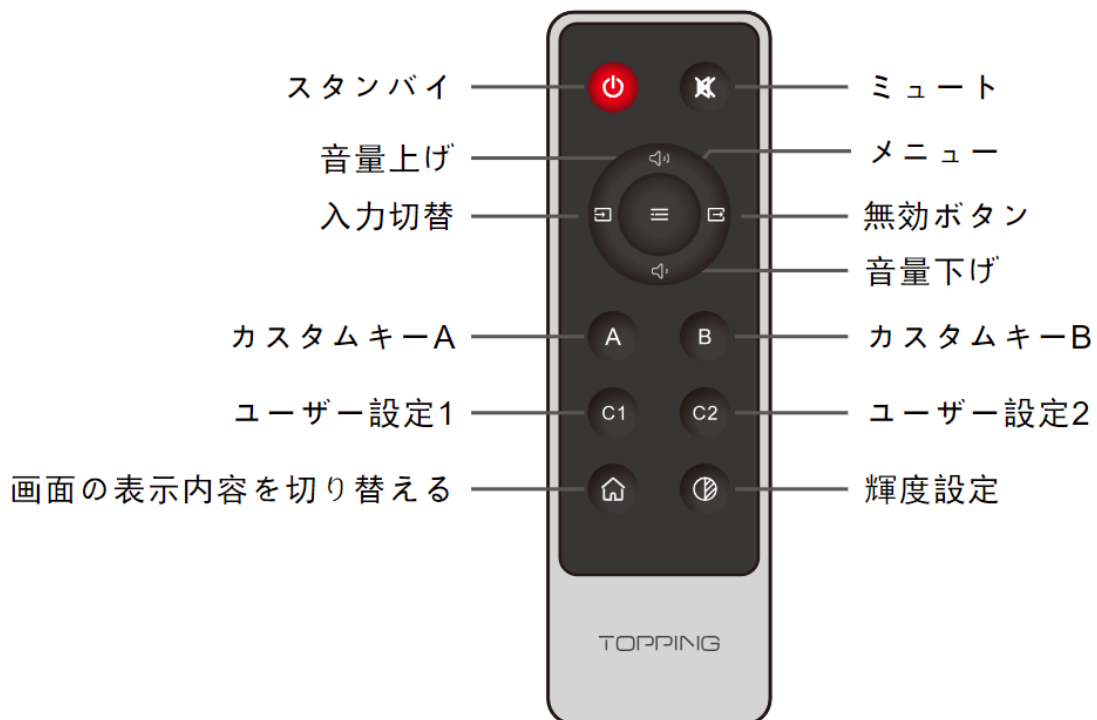 スタンバイ
ミュート
音量上げ
メニュー
入力切替
無効ボタン
音量下げ
カスタムキーA
A
B
カスタムキーB
ユーザー設定1
C1
C2
ユーザー設定2
画面の表示内容を切り替える
輝度設定
TOPPING